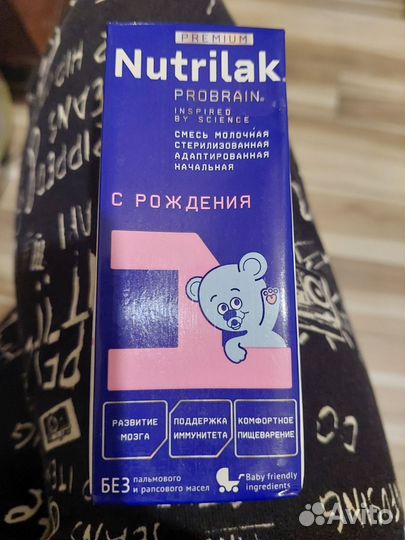 PREMIUM
Nutrilak
PROBRAIN®
INSPIRED
BY SCIENCE
СМЕСЬ МОЛОЧНАЯ
СТЕРИЛИЗОВАННАЯ
АДАПТИРОВАННАЯ
НАЧАЛЬНАЯ
С РОЖДЕНИЯ
1
РАЗВИТИЕ
МОЗГА
ПОДДЕРЖКА
ИММУНИТЕТА
КОМФОРТНОЕ
ПИЩЕВАРЕНИЕ
БЕЗ пальмового
и рапсового масел
Baby friendly
ingredients
Avito